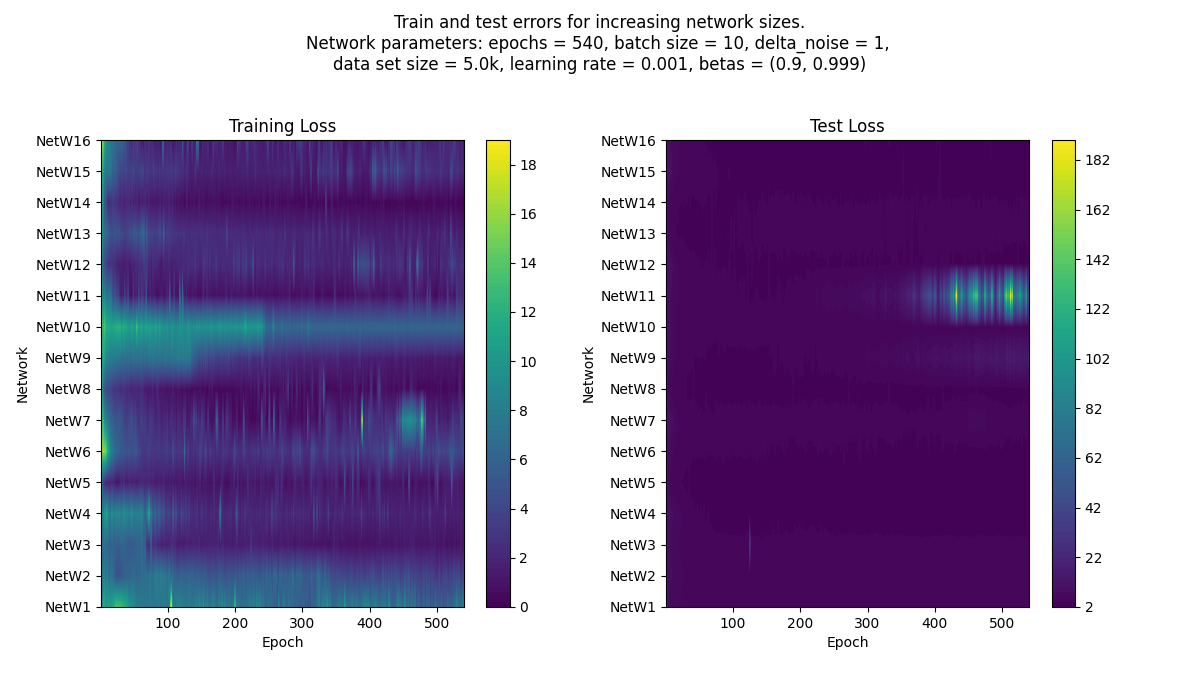 Train and test errors for increasing network sizes.
Network parameters: epochs = 540, batch size = 10, delta_noise = 1,
data set size = 5.0k, learning rate = 0.001, betas = (0.9, 0.999)
Training Loss
NetW16
NetW15
NetW14
NetW13
NetW12
NetW11
NetW10
NetW9
NetW8
NetW7
NetW6
NetW5
NetW4
NetW3
NetW2
NetW1
Network
100 200 300 400 500
Epoch
18
16
14
12
10
8
6
4
2
0
Test Loss
NetW16
NetW15
NetW14
NetW13
NetW12
NetW11
NetW10
NetW9
NetW8
NetW7
NetW6
NetW5
NetW4
NetW3
NetW2
NetW1
Network
100 200 300 400 500
Epoch
182
162
142
122
102
82
62
42
22
2